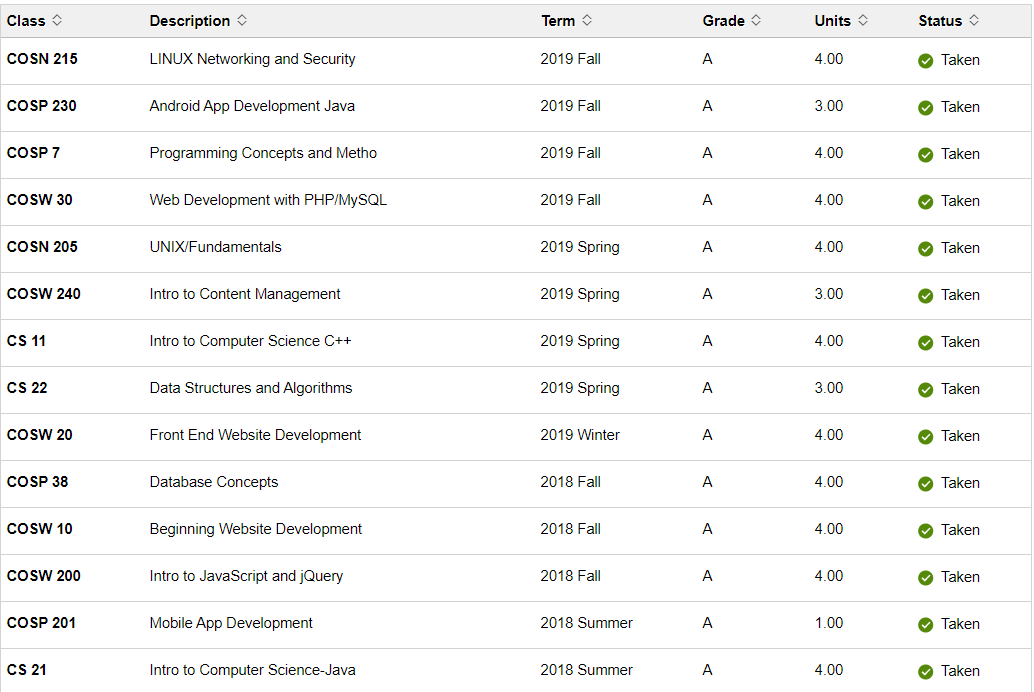 Class Description Term Grade Units Status
COSN 215 LINUX Networking and Security 2019 Fall A 4.00 Taken
COSP 230 Android App Development Java 2019 Fall A 3.00 Taken
COSP 7 Programming Concepts and Metho 2019 Fall A 4.00 Taken
COSW 30 Web Development with PHP/MySQL 2019 Fall A 4.00 Taken
COSN 205 UNIX/Fundamentals 2019 Spring A 4.00 Taken
COSW 240 Intro to Content Management 2019 Spring A 3.00 Taken
CS 11 Intro to Computer Science C++ 2019 Spring A 4.00 Taken
CS 22 Data Structures and Algorithms 2019 Spring A 3.00 Taken
COSW 20 Front End Website Development 2019 Winter A 4.00 Taken
COSP 38 Database Concepts 2018 Fall A 4.00 Taken
COSW 10 Beginning Website Development 2018 Fall A 4.00 Taken
COSW 200 Intro to JavaScript and jQuery 2018 Fall A 4.00 Taken
COSP 201 Mobile App Development 2018 Summer A 1.00 Taken
CS 21 Intro to Computer Science-Java 2018 Summer A 4.00 Taken